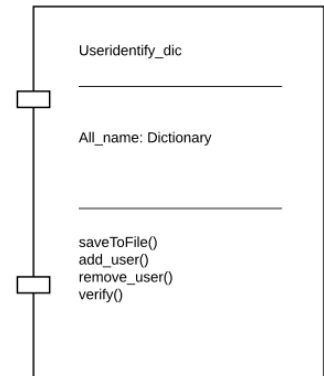 Useridentify_dic
All_name: Dictionary
saveToFile()
add_user()
remove_user()
verify()